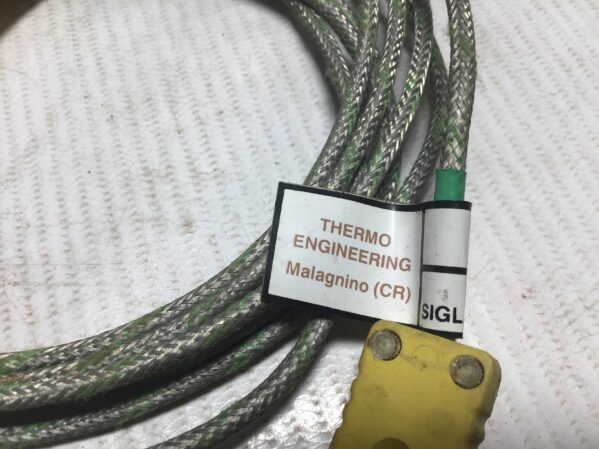 THERMO
ENGINEERING
Malagnino (CR)
SIGL